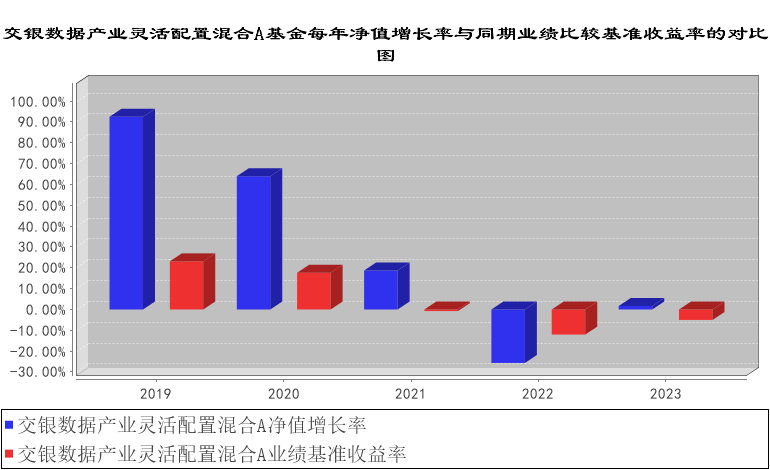 交银数据产业灵活配置混合A基金每年净值增长率与同期业绩比较基准收益率的对比
图
100.00%
90.00%
80.00%
70.00%
60.00%
50.00%
40.00%
30.00%
20.00%
10.00%
0.00%
-10.00%
-20.00%
-30.00%
2019 2020 2021 2022 2023
交银数据产业灵活配置混合A净值增长率
交银数据产业灵活配置混合A业绩基准收益率